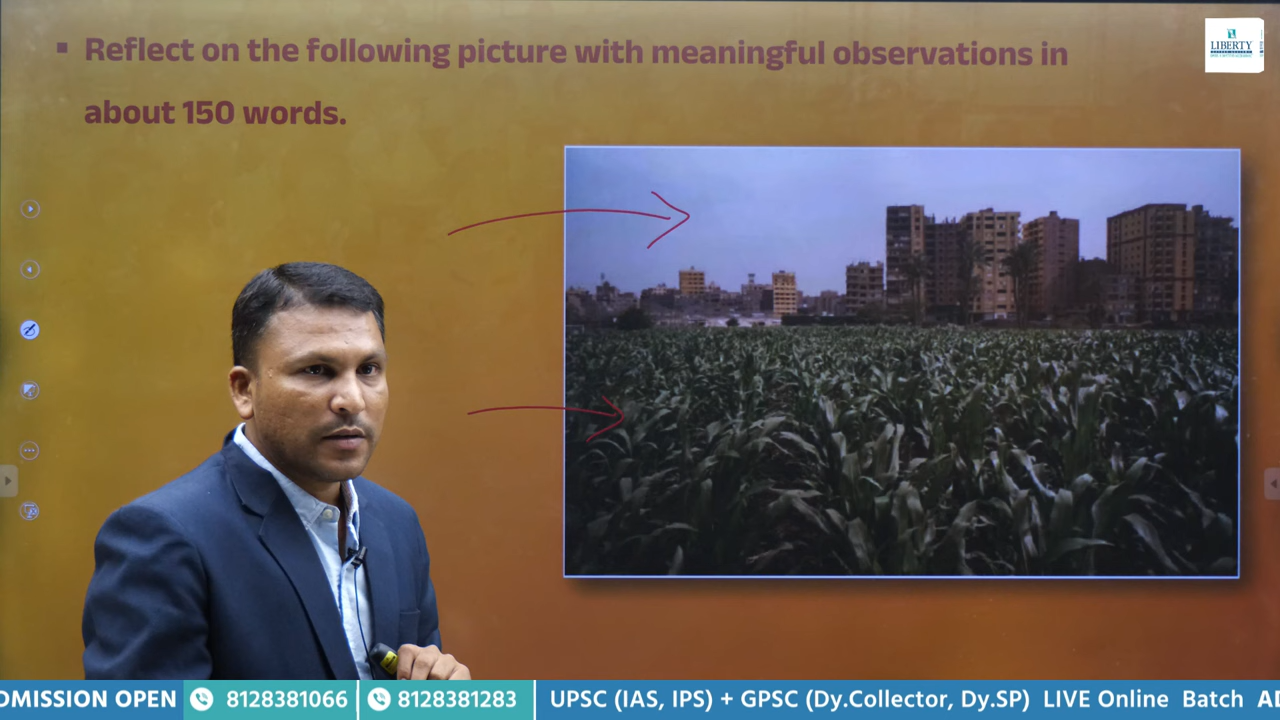 ▪ Reflect on the following picture with meaningful observations in
about 150 words.
LIBERTY
DMISSION OPEN 8128381066 8128381283 UPSC (IAS, IPS) + GPSC (Dy.Collector, Dy.SP) LIVE Online Batch AD